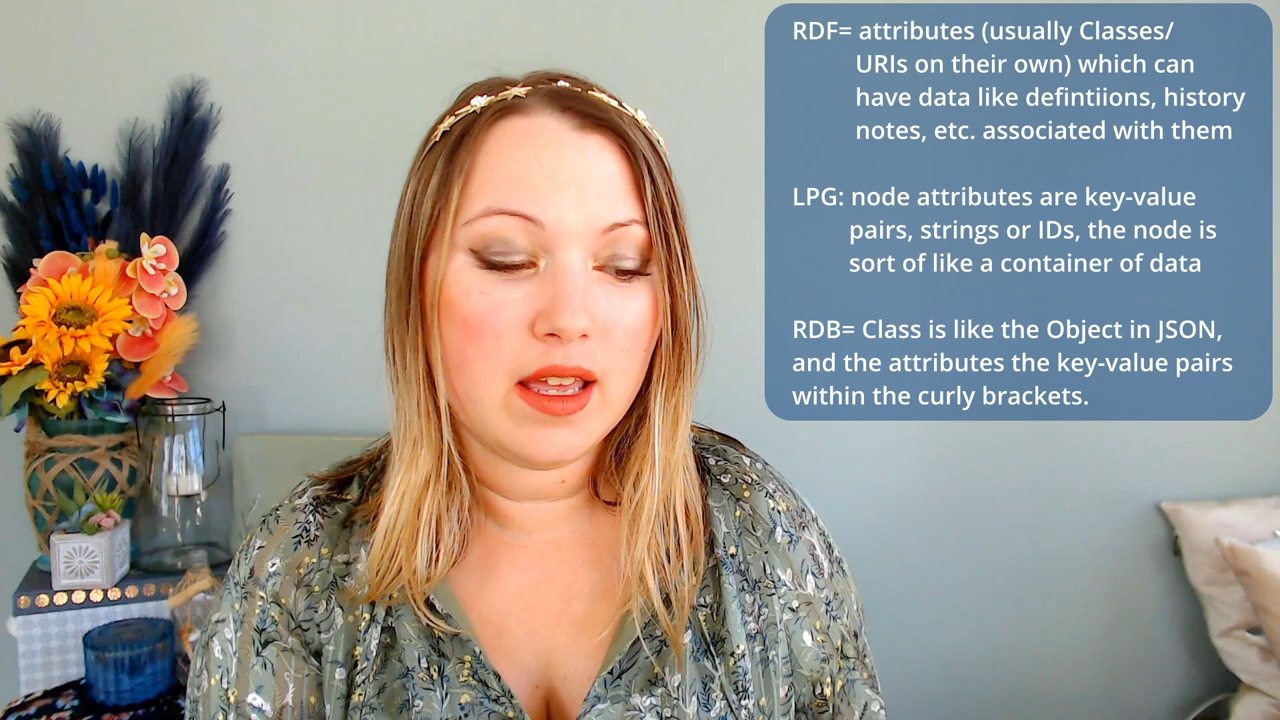 RDF= attributes (usually Classes/
URIs on their own) which can
have data like defintiions, history
notes, etc. associated with them
LPG: node attributes are key-value
pairs, strings or IDs, the node is
sort of like a container of data
RDB= Class is like the Object in JSON,
and the attributes the key-value pairs
within the curly brackets.